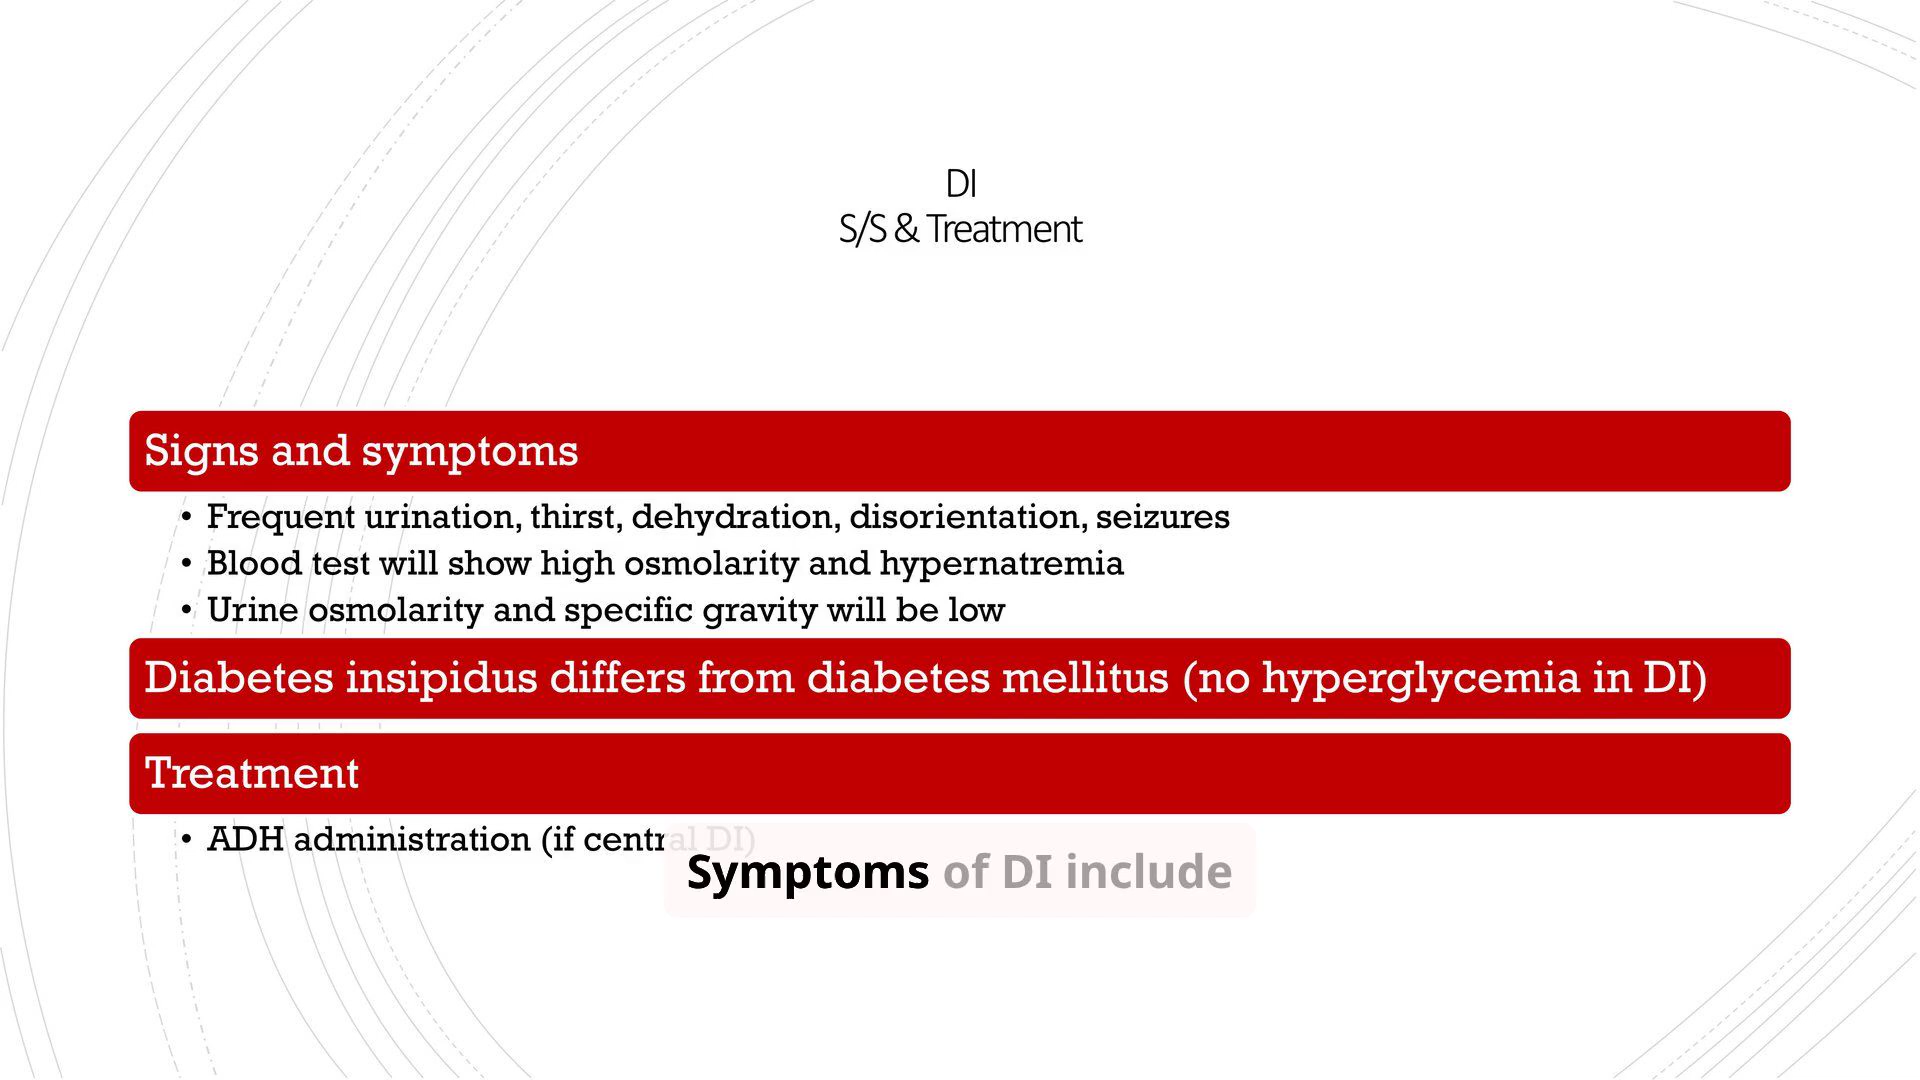 DI
S/S & Treatment
Signs and symptoms
• Frequent urination, thirst, dehydration, disorientation, seizures
• Blood test will show high osmolarity and hypernatremia
• Urine osmolarity and specific gravity will be low
Diabetes insipidus differs from diabetes mellitus (no hyperglycemia in DI)
Treatment
• ADH administration (if central DI)
Symptoms of DI include